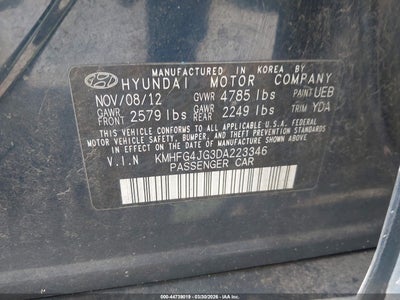 MANUFACTURED IN KOREA BY
HYUNDAI MOTOR COMPANY
NOV/08/12 GVWR 4785 lbs PAINT UEB
GAWR FRONT 2579 lbs GAWR REAR 2249 lbs TRIM YDA
THIS VEHICLE CONFORMS TO ALL APPLICABLE U.S.A. FEDERAL
MOTOR VEHICLE SAFETY, BUMPER, AND THEFT PREVENTION
STANDARDS IN EFFECT ON THE DATE OF MANUFACTURE SHOWN ABOVE.
V.I.N KMHFG4JG3DA223346
PASSENGER CAR
000-44739019 - 03/30/2026 - IAA, Inc.